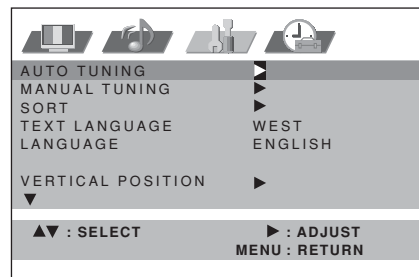 AUTO TUNING ▶
MANUAL TUNING ▶
SORT ▶
TEXT LANGUAGE WEST
LANGUAGE ENGLISH
VERTICAL POSITION ▶
▼
▲▼ : SELECT ▶ : ADJUST
MENU : RETURN